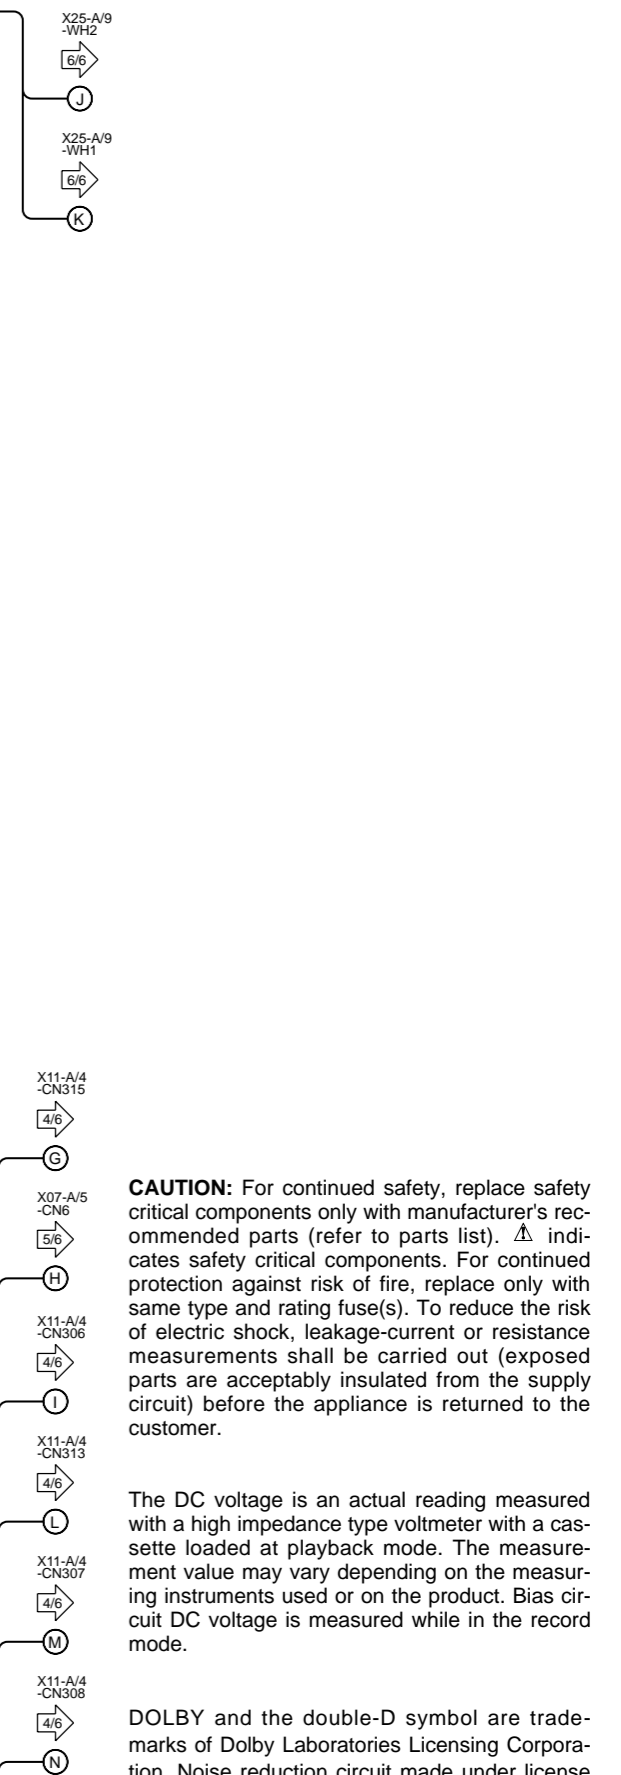 X25-A/9
-WH2
6/6
J
X25-A/9
-WH1
6/6
K
X11-A/4
-CN315
4/6
G
X07-A/5
-CN6
5/6
H
X11-A/4
-CN306
4/6
I
X11-A/4
-CN313
4/6
L
X11-A/4
-CN307
4/6
M
X11-A/4
-CN308
4/6
N
CAUTION: For continued safety, replace safety
critical components only with manufacturer's rec-
ommended parts (refer to parts list). ⚠ indi-
cates safety critical components. For continued
protection against risk of fire, replace only with
same type and rating fuse(s). To reduce the risk
of electric shock, leakage-current or resistance
measurements shall be carried out (exposed
parts are acceptably insulated from the supply
circuit) before the appliance is returned to the
customer.
The DC voltage is an actual reading measured
with a high impedance type voltmeter with a cas-
sette loaded at playback mode. The measure-
ment value may vary depending on the measur-
ing instruments used or on the product. Bias cir-
cuit DC voltage is measured while in the record
mode.
DOLBY and the double-D symbol are trade-
marks of Dolby Laboratories Licensing Corpora-
tion. Noise reduction circuit made under license